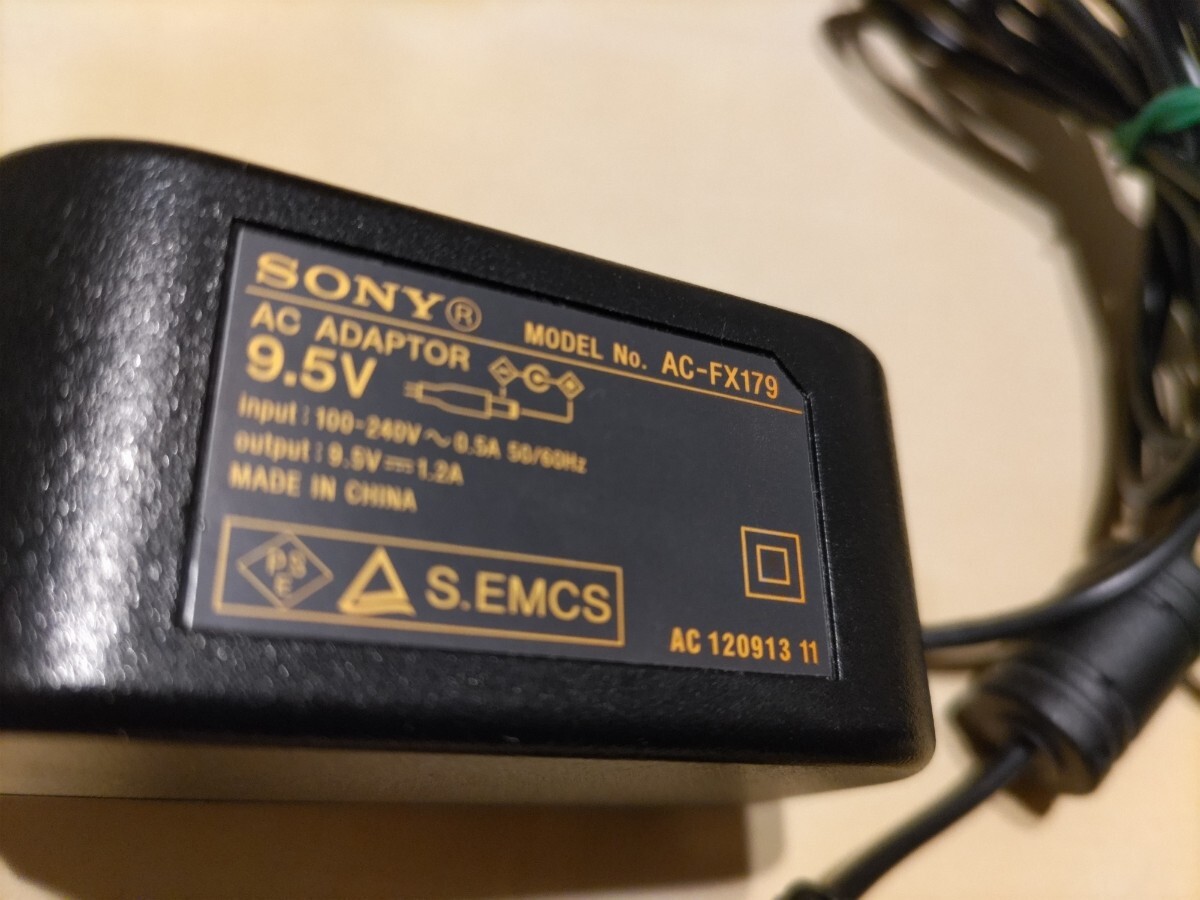 SONY®
MODEL No. AC-FX179
AC ADAPTOR
9.5V
input : 100-240V～0.5A 50/60Hz
output : 9.5V⎓1.2A
MADE IN CHINA
PSE
S.EMCS
AC 120913 11